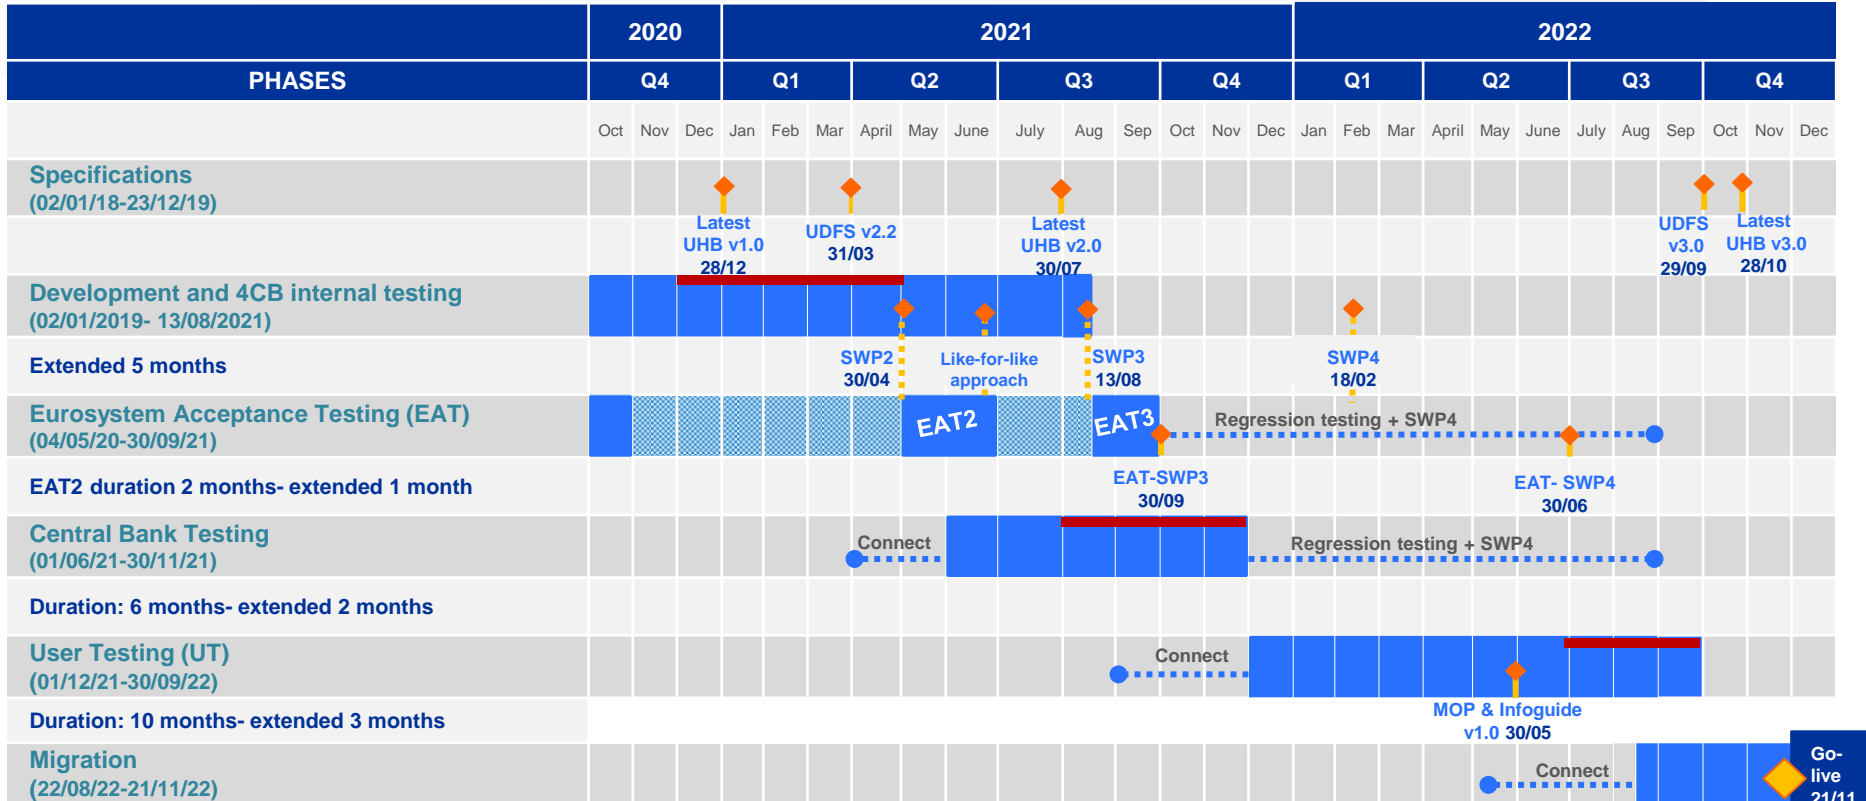 2020 2021 2022
PHASES Q4 Q1 Q2 Q3 Q4 Q1 Q2 Q3 Q4
Oct Nov Dec Jan Feb Mar April May June July Aug Sep Oct Nov Dec Jan Feb Mar April May June July Aug Sep Oct Nov Dec
Specifications
(02/01/18-23/12/19)
Latest
UHB v1.0
28/12
UDFS v2.2
31/03
Latest
UHB v2.0
30/07
UDFS
v3.0
29/09
Latest
UHB v3.0
28/10
Development and 4CB internal testing
(02/01/2019- 13/08/2021)
Extended 5 months
SWP2
30/04
Like-for-like
approach
SWP3
13/08
SWP4
18/02
Eurosystem Acceptance Testing (EAT)
(04/05/20-30/09/21)
EAT2
EAT3
Regression testing + SWP4
EAT2 duration 2 months- extended 1 month
EAT-SWP3
30/09
EAT- SWP4
30/06
Central Bank Testing
(01/06/21-30/11/21)
Connect
Regression testing + SWP4
Duration: 6 months- extended 2 months
User Testing (UT)
(01/12/21-30/09/22)
Connect
Duration: 10 months- extended 3 months
MOP & Infoguide
v1.0 30/05
Migration
(22/08/22-21/11/22)
Connect
Go-
live
21/11